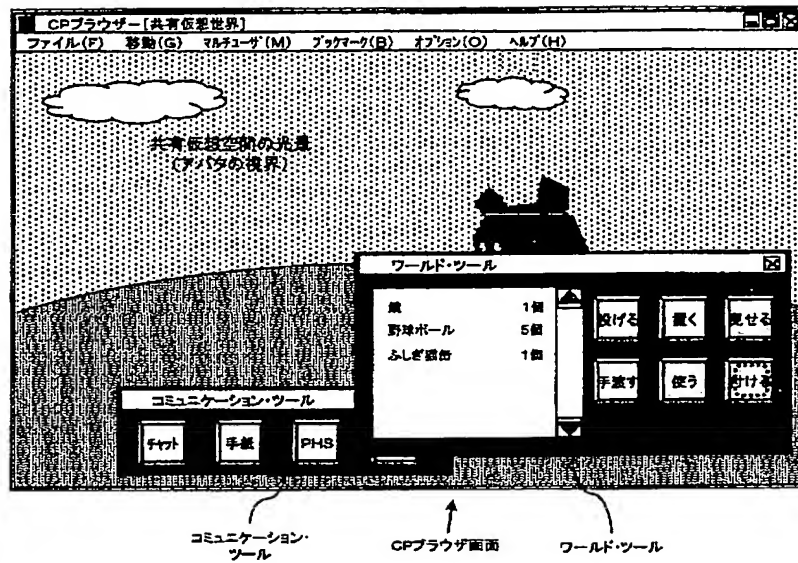 CPブラウザー[共有仮想世界]
ファイル(F) 移動(G) マルチユーザ(M) ブックマーク(B) オプション(O) ヘルプ(H)
共有仮想空間の光景
(アバタの視界)
ワールド・ツール
鏡 1個
野球ボール 5個
ふしぎ猫缶 1個
投げる 置く 見せる
手渡す 使う
コミュニケーション・ツール
チャット 手紙 PHS
コミュニケーション・
ツール
CPブラウザ画面
ワールド・ツール